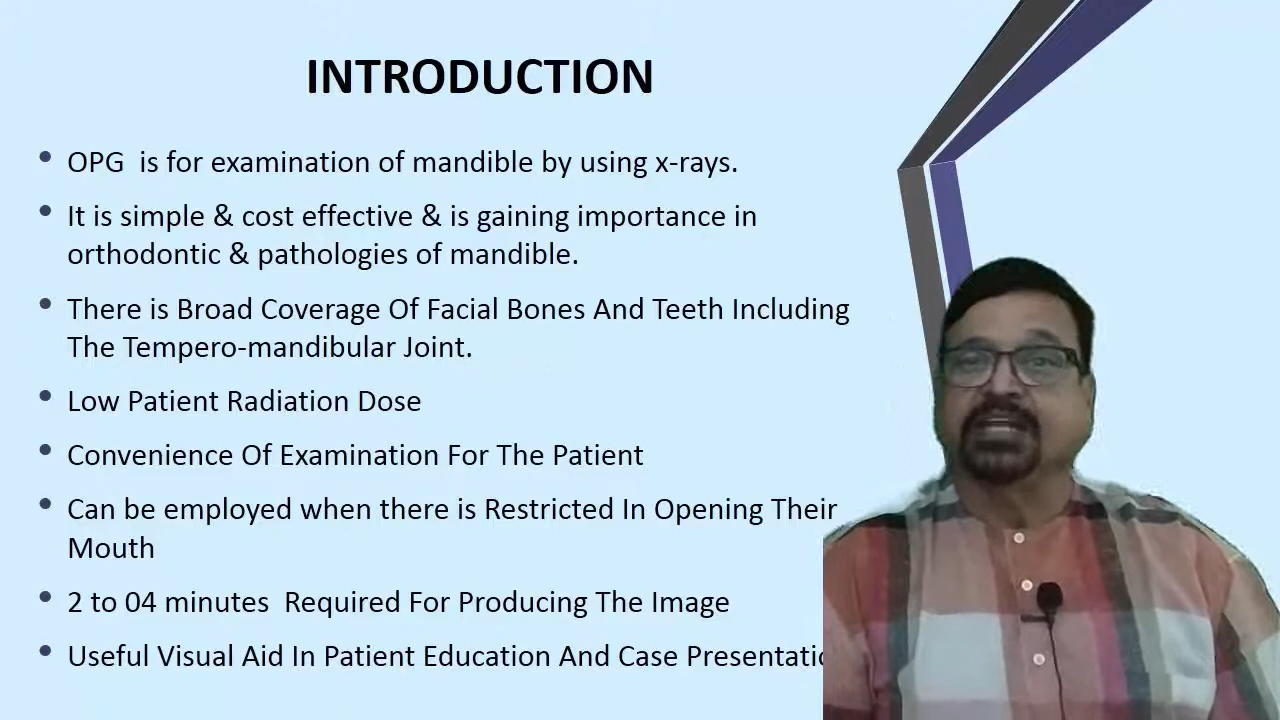 INTRODUCTION
• OPG is for examination of mandible by using x-rays.
• It is simple & cost effective & is gaining importance in
orthodontic & pathologies of mandible.
• There is Broad Coverage Of Facial Bones And Teeth Including
The Tempero-mandibular Joint.
• Low Patient Radiation Dose
• Convenience Of Examination For The Patient
• Can be employed when there is Restricted In Opening Their
Mouth
• 2 to 04 minutes Required For Producing The Image
• Useful Visual Aid In Patient Education And Case